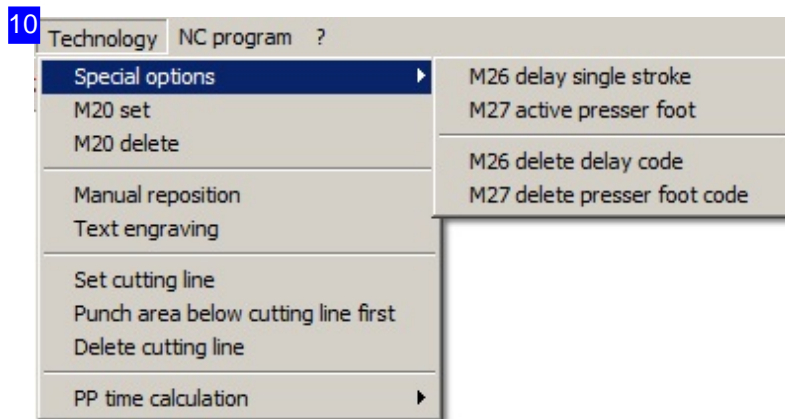 10
Technology NC program ?
Special options
M20 set
M20 delete
Manual reposition
Text engraving
Set cutting line
Punch area below cutting line first
Delete cutting line
PP time calculation
M26 delay single stroke
M27 active presser foot
M26 delete delay code
M27 delete presser foot code